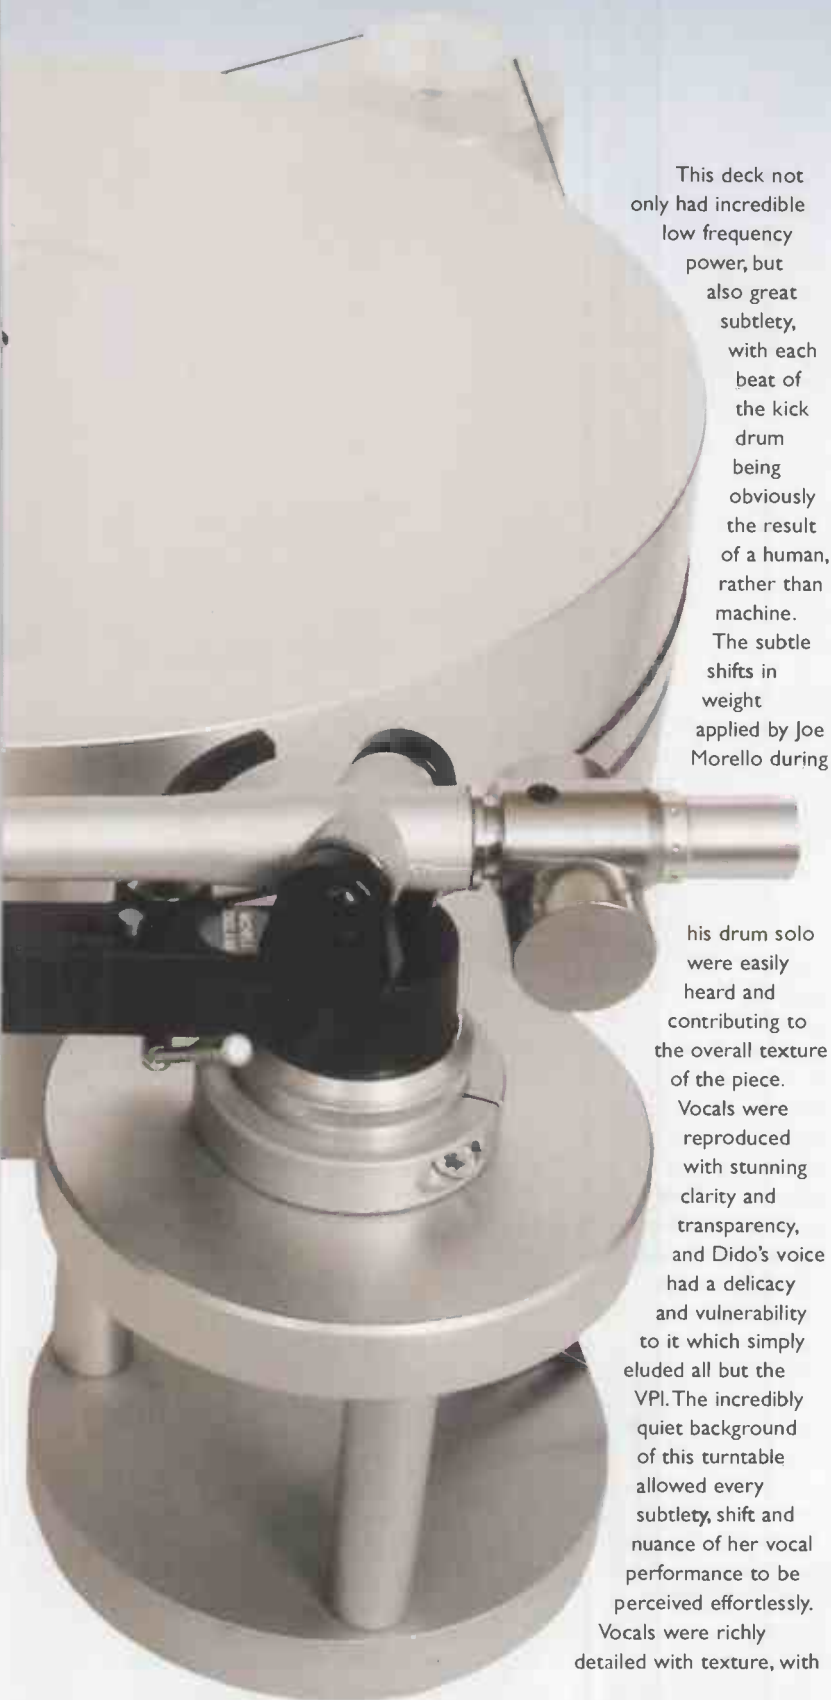 This deck not
only had incredible
low frequency
power, but
also great
subtlety,
with each
beat of
the kick
drum
being
obviously
the result
of a human,
rather than
machine.
The subtle
shifts in
weight
applied by Joe
Morello during
his drum solo
were easily
heard and
contributing to
the overall texture
of the piece.
Vocals were
reproduced
with stunning
clarity and
transparency,
and Dido's voice
had a delicacy
and vulnerability
to it which simply
eluded all but the
VPI. The incredibly
quiet background
of this turntable
allowed every
subtlety, shift and
nuance of her vocal
performance to be
perceived effortlessly.
Vocals were richly
detailed with texture, with